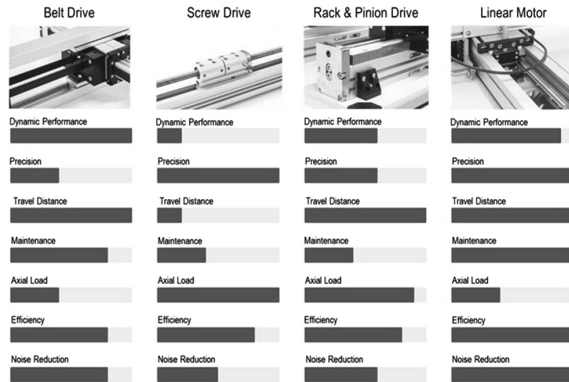 Belt Drive
Screw Drive
Rack & Pinion Drive
Linear Motor
Dynamic Performance
Dynamic Performance
Dynamic Performance
Dynamic Performance
Precision
Precision
Precision
Precision
Travel Distance
Travel Distance
Travel Distance
Travel Distance
Maintenance
Maintenance
Maintenance
Maintenance
Axial Load
Axial Load
Axial Load
Axial Load
Efficiency
Efficiency
Efficiency
Efficiency
Noise Reduction
Noise Reduction
Noise Reduction
Noise Reduction